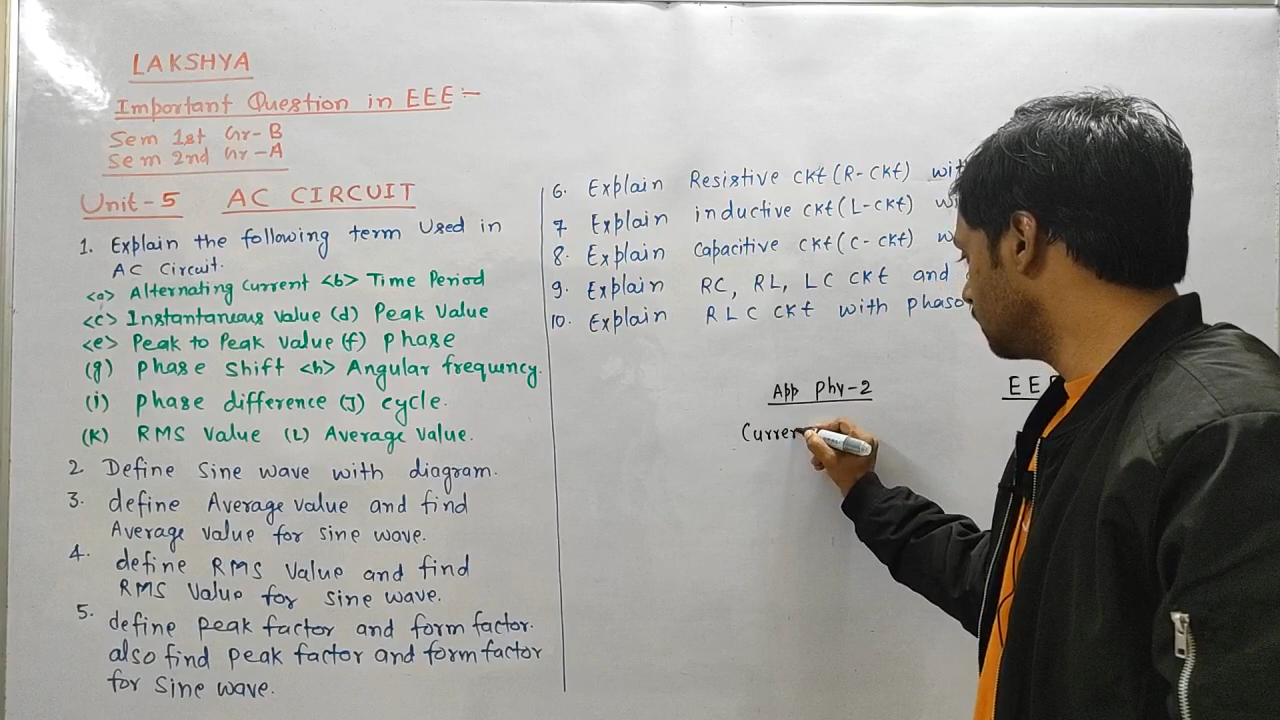 LAKSHYA
Important Question in EEE :-
Sem 1st Gr-B
Sem 2nd Gr-A
Unit-5 AC CIRCUIT
1. Explain the following term used in
AC Circuit.
<a> Alternating Current <b> Time Period
<c> Instantaneous value (d) Peak Value
<e> Peak to Peak value (f) Phase
(g) Phase Shift <h> Angular frequency.
(i) Phase difference (J) cycle.
(K) RMS Value (L) Average Value.
2. Define Sine wave with diagram.
3. define Average value and find
Average value for sine wave.
4. define RMS Value and find
RMS Value for sine wave.
5. define Peak factor and form factor.
also find Peak factor and form factor
for Sine wave.
6. Explain Resistive ckt (R-ckt)
7 Explain inductive ckt (L-ckt)
8. Explain Capacitive ckt (C-ckt)
9. Explain RC, RL, LC ckt and
10. Explain RLC ckt with
App Phy-2